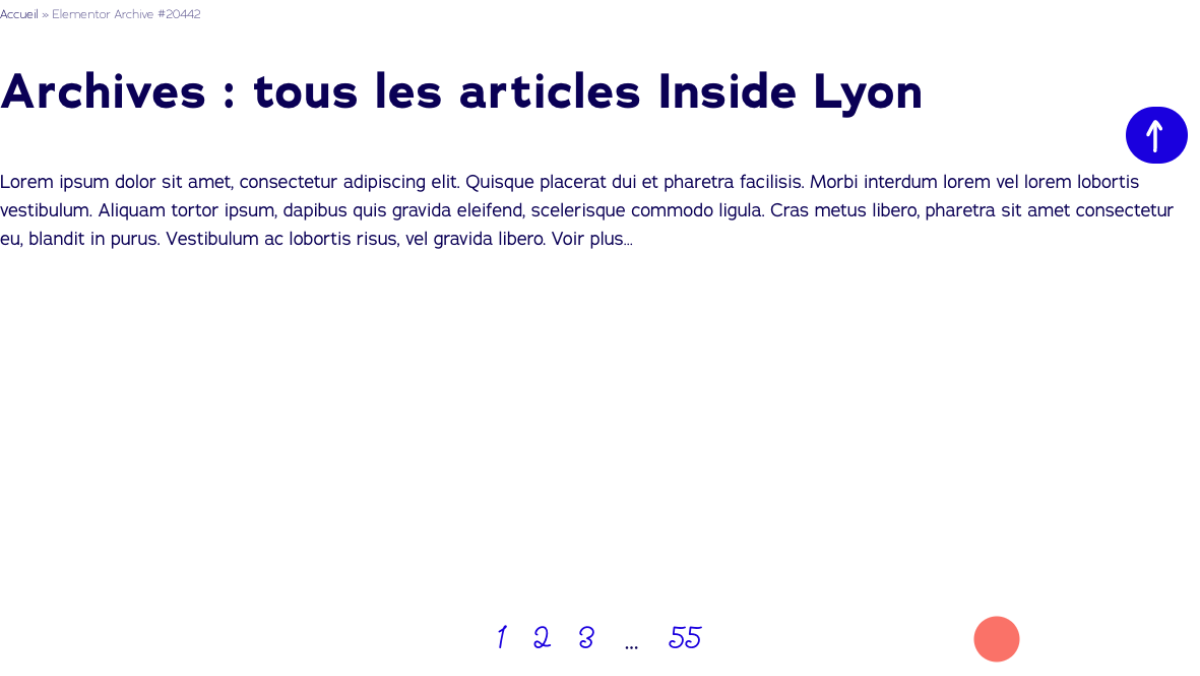 Accueil » Elementor Archive #20442
Archives : tous les articles Inside Lyon
Lorem ipsum dolor sit amet, consectetur adipiscing elit. Quisque placerat dui et pharetra facilisis. Morbi interdum lorem vel lorem lobortis
vestibulum. Aliquam tortor ipsum, dapibus quis gravida eleifend, scelerisque commodo ligula. Cras metus libero, pharetra sit amet consectetur
eu, blandit in purus. Vestibulum ac lobortis risus, vel gravida libero. Voir plus...
1 2 3 ... 55